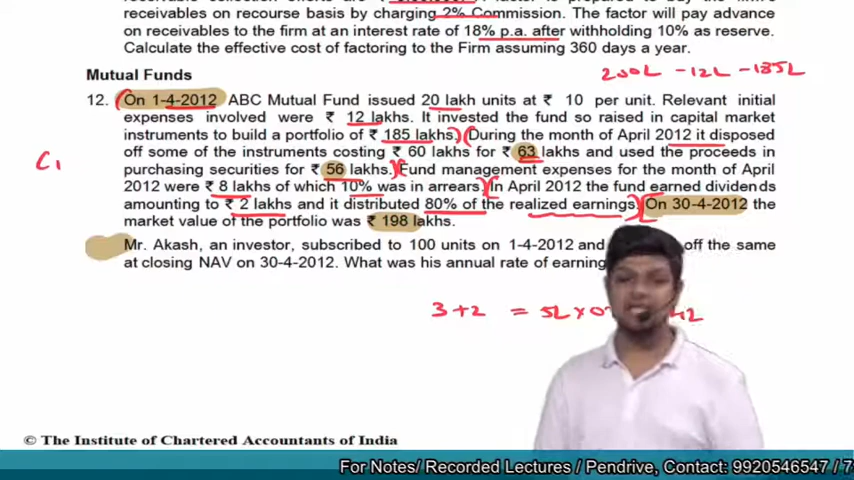 receivables on recourse basis by charging 2% Commission. The factor will pay advance
on receivables to the firm at an interest rate of 18% p.a. after withholding 10% as reserve.
Calculate the effective cost of factoring to the Firm assuming 360 days a year.
Mutual Funds
200L - 12L - 185L
12. On 1-4-2012 ABC Mutual Fund issued 20 lakh units at ₹ 10 per unit. Relevant initial
expenses involved were ₹ 12 lakhs. It invested the fund so raised in capital market
instruments to build a portfolio of ₹ 185 lakhs. During the month of April 2012 it disposed
off some of the instruments costing ₹ 60 lakhs for ₹ 63 lakhs and used the proceeds in
purchasing securities for ₹ 56 lakhs. Fund management expenses for the month of April
2012 were ₹ 8 lakhs of which 10% was in arrears. In April 2012 the fund earned dividends
amounting to ₹ 2 lakhs and it distributed 80% of the realized earnings. On 30-4-2012 the
market value of the portfolio was ₹ 198 lakhs.
Mr. Akash, an investor, subscribed to 100 units on 1-4-2012 and off the same
at closing NAV on 30-4-2012. What was his annual rate of earning
3 + 2 = 5L x 0
© The Institute of Chartered Accountants of India
For Notes/ Recorded Lectures / Pendrive, Contact: 9920546547 / 7